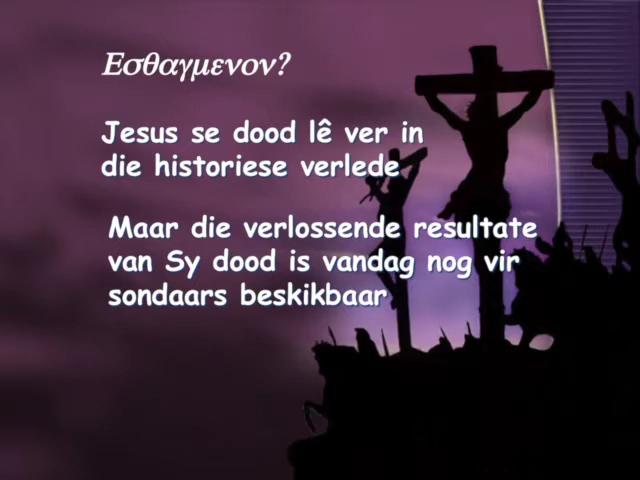 Εσθαγμενον?
Jesus se dood lê ver in
die historiese verlede
Maar die verlossende resultate
van Sy dood is vandag nog vir
sondaars beskikbaar